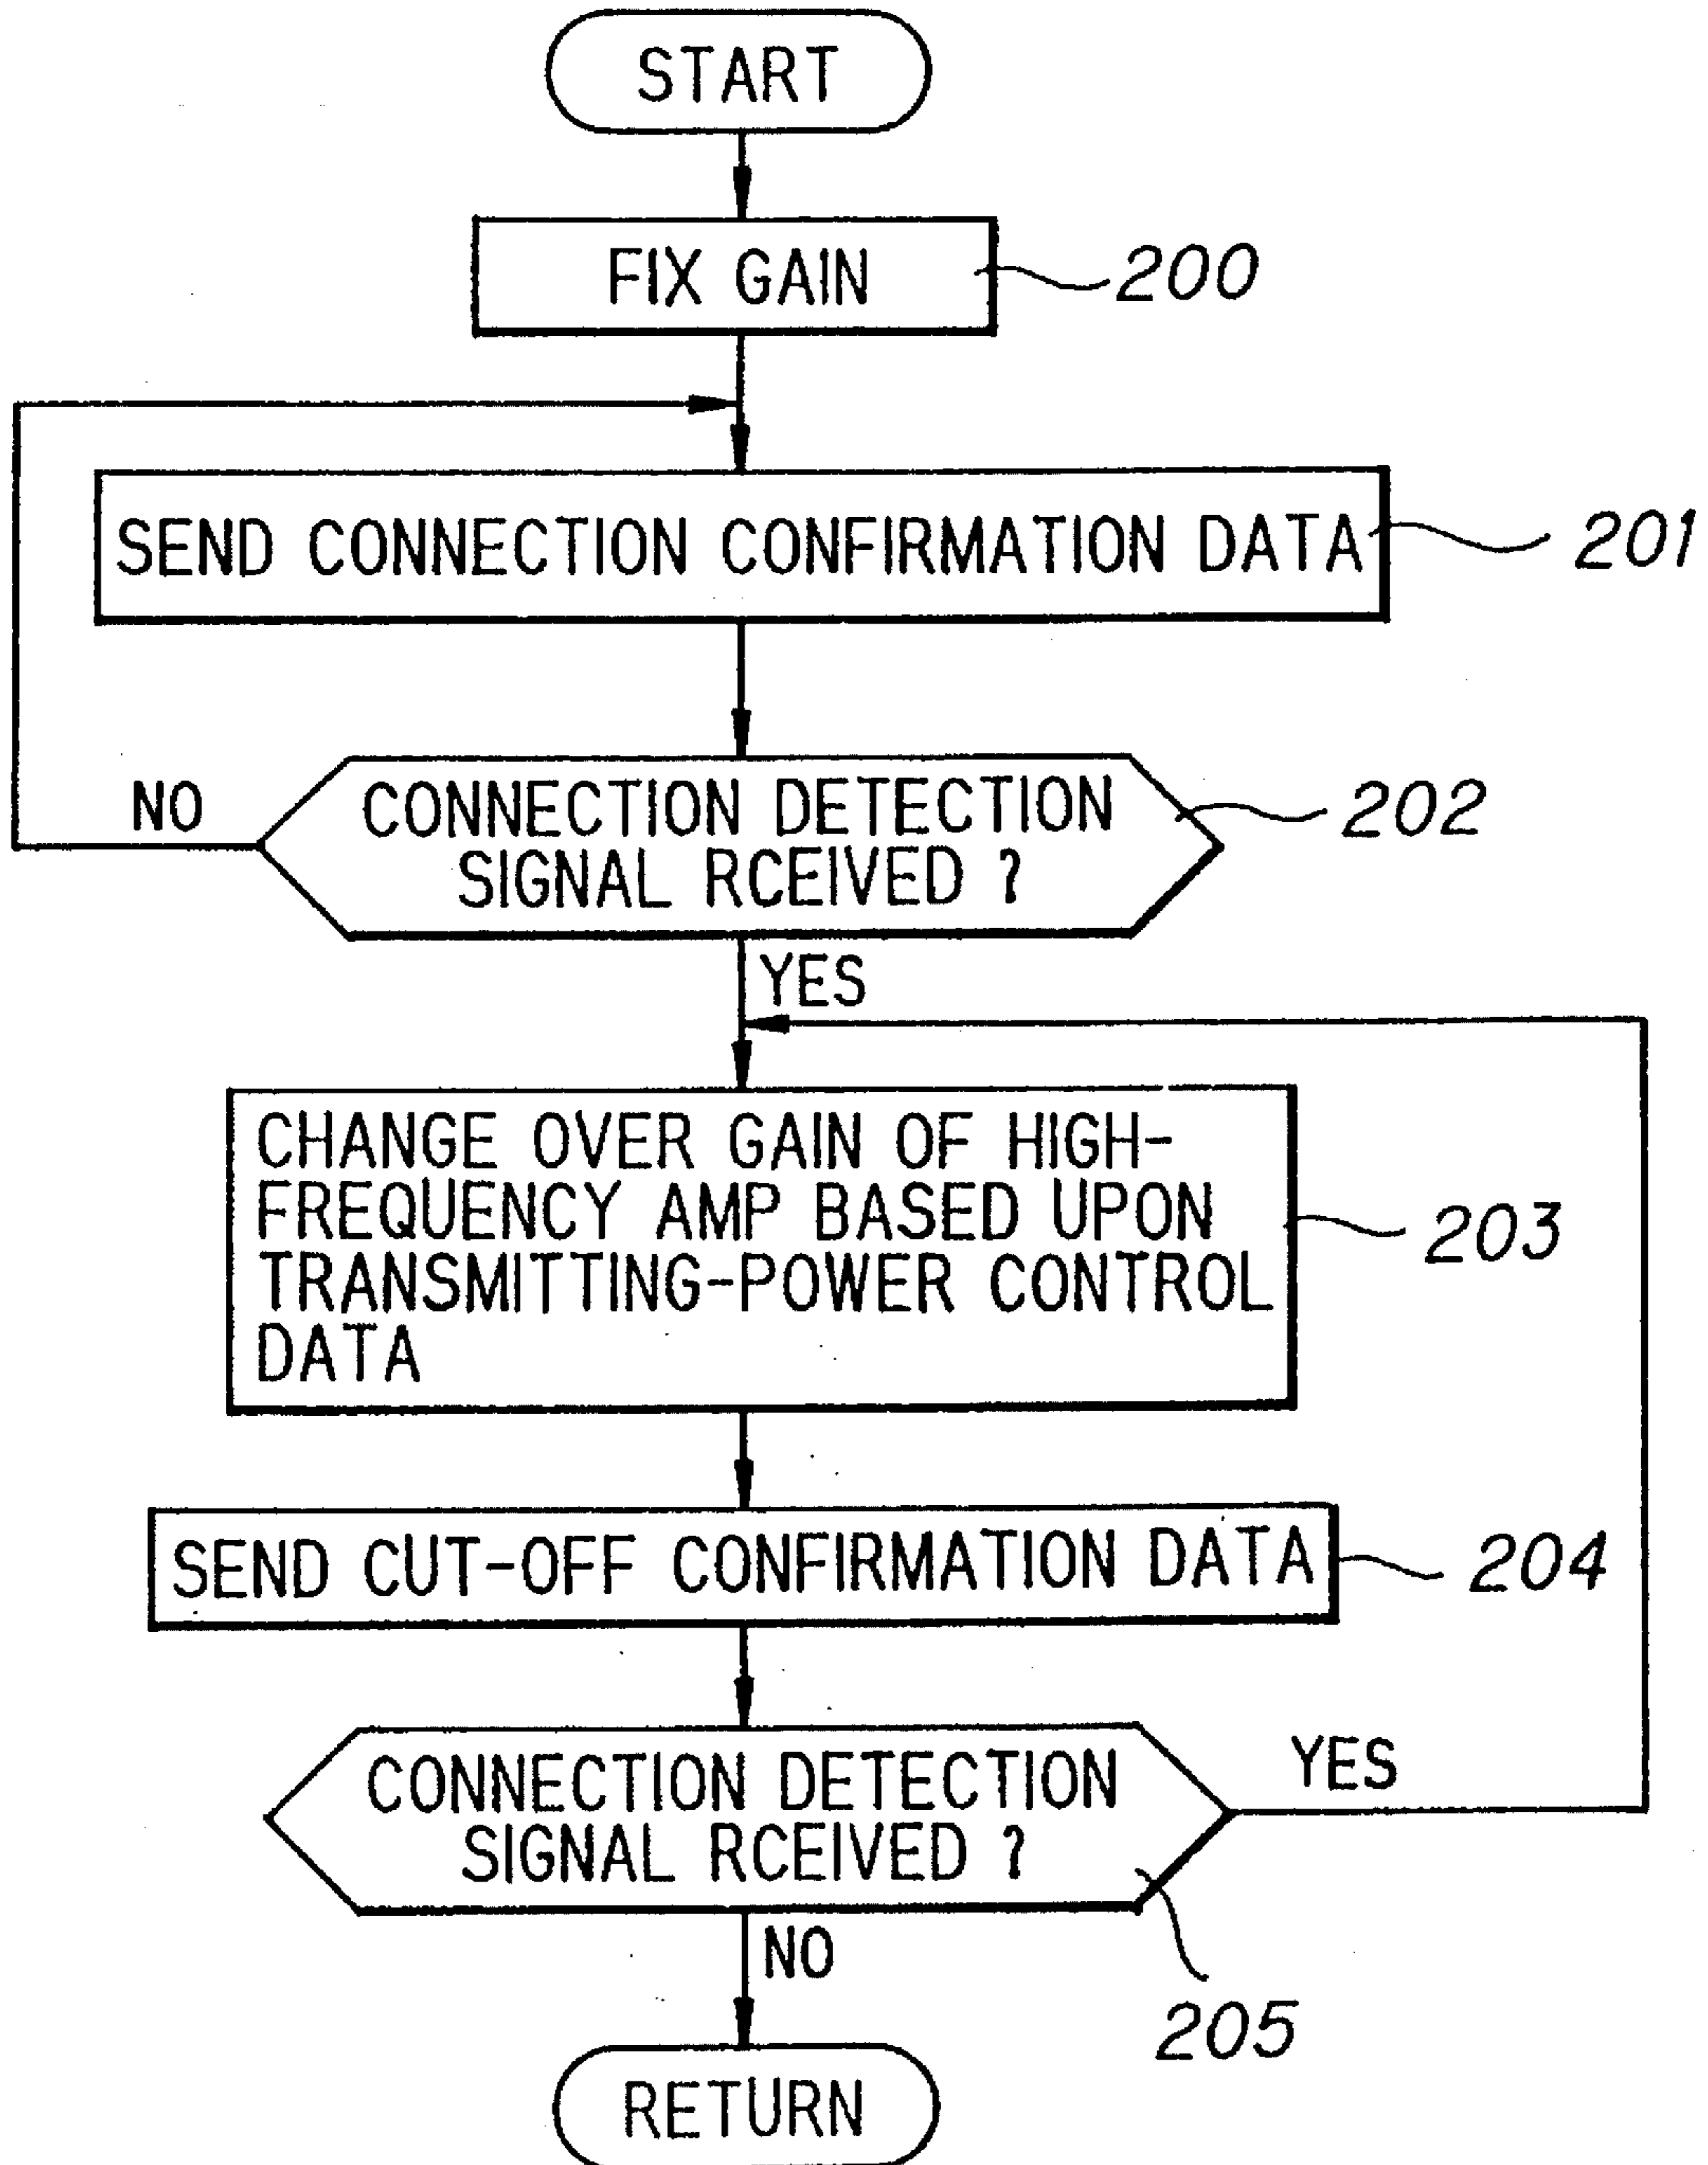 START
FIX GAIN
200
SEND CONNECTION CONFIRMATION DATA
201
NO
CONNECTION DETECTION
SIGNAL RCEIVED ?
202
YES
CHANGE OVER GAIN OF HIGH-
FREQUENCY AMP BASED UPON
TRANSMITTING-POWER CONTROL
DATA
203
SEND CUT-OFF CONFIRMATION DATA
204
CONNECTION DETECTION
SIGNAL RCEIVED ?
YES
205
NO
RETURN